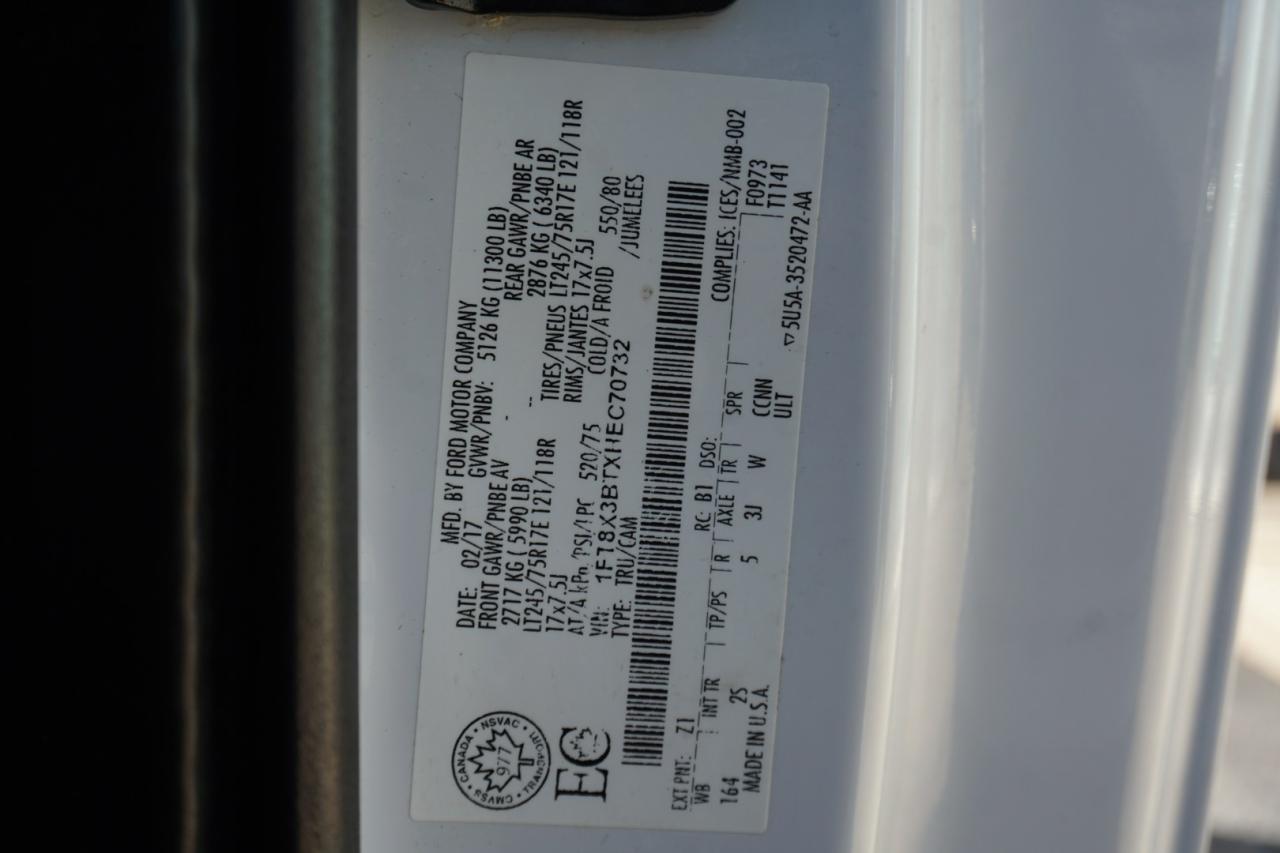 MFD. BY FORD MOTOR COMPANY
DATE: 02/17 GVWR/PNBV: 5126 KG (11300 LB)
FRONT GAWR/PNBE AV REAR GAWR/PNBE AR
2717 KG ( 5990 LB) 2876 KG ( 6340 LB)
LT245/75R17E 121/118R TIRES/PNEUS LT245/75R17E 121/118R
17x7.5J RIMS/JANTES 17x7.5J
AT/A kPa/PSI/LPC 520/75 COLD/A FROID 550/80
VIN: 1FT8X3BTXHEC70732 /JUMELEES
TYPE: TRU/CAM
CANADA • NSVAC • TRANSPORT • CMVSS •
977
EC
EXT PNT: Z1 RC: B1 DSO: COMPLIES: ICES/NMB-002
WB INT TR TP/PS R AXLE TR SPR F0973
164 2S 5 3J W CCNN T1141
MADE IN U.S.A. ULT
▽5U5A-3520472-AA